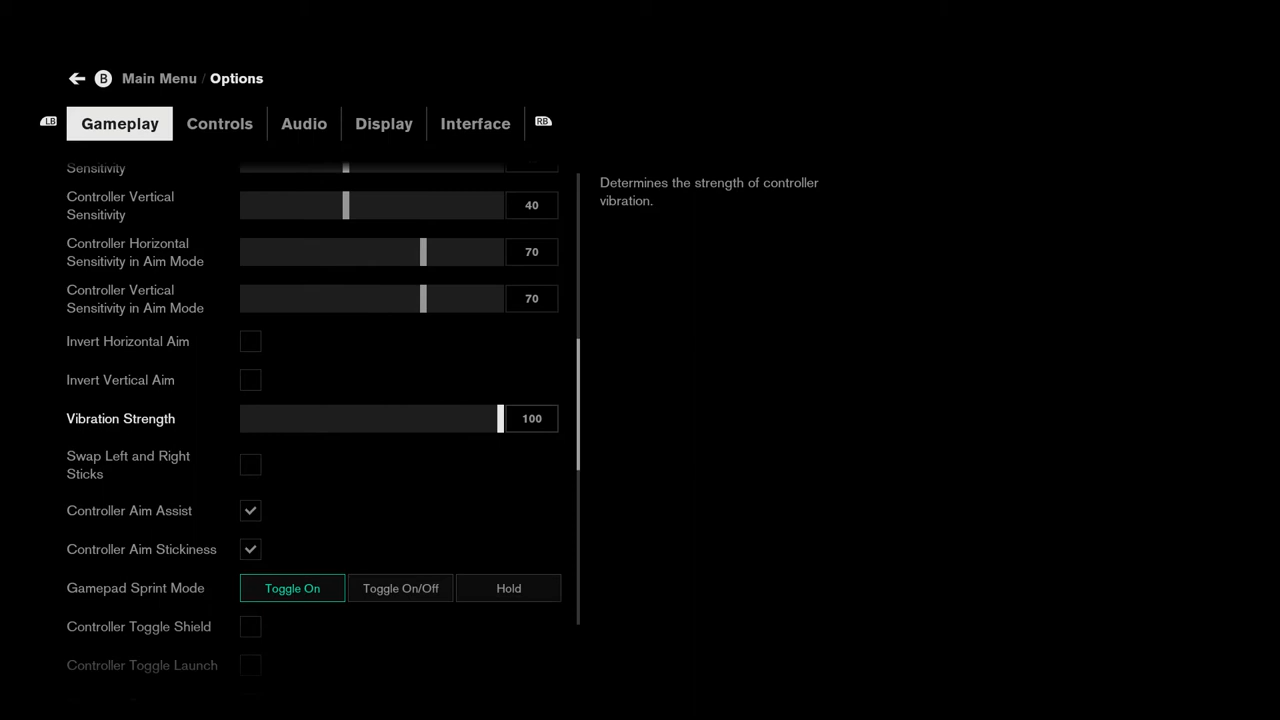 B Main Menu / Options
LB Gameplay Controls Audio Display Interface RB
Sensitivity
Determines the strength of controller
vibration.
Controller Vertical
Sensitivity
40
Controller Horizontal
Sensitivity in Aim Mode
70
Controller Vertical
Sensitivity in Aim Mode
70
Invert Horizontal Aim
Invert Vertical Aim
Vibration Strength 100
Swap Left and Right
Sticks
Controller Aim Assist
Controller Aim Stickiness
Gamepad Sprint Mode Toggle On Toggle On/Off Hold
Controller Toggle Shield
Controller Toggle Launch